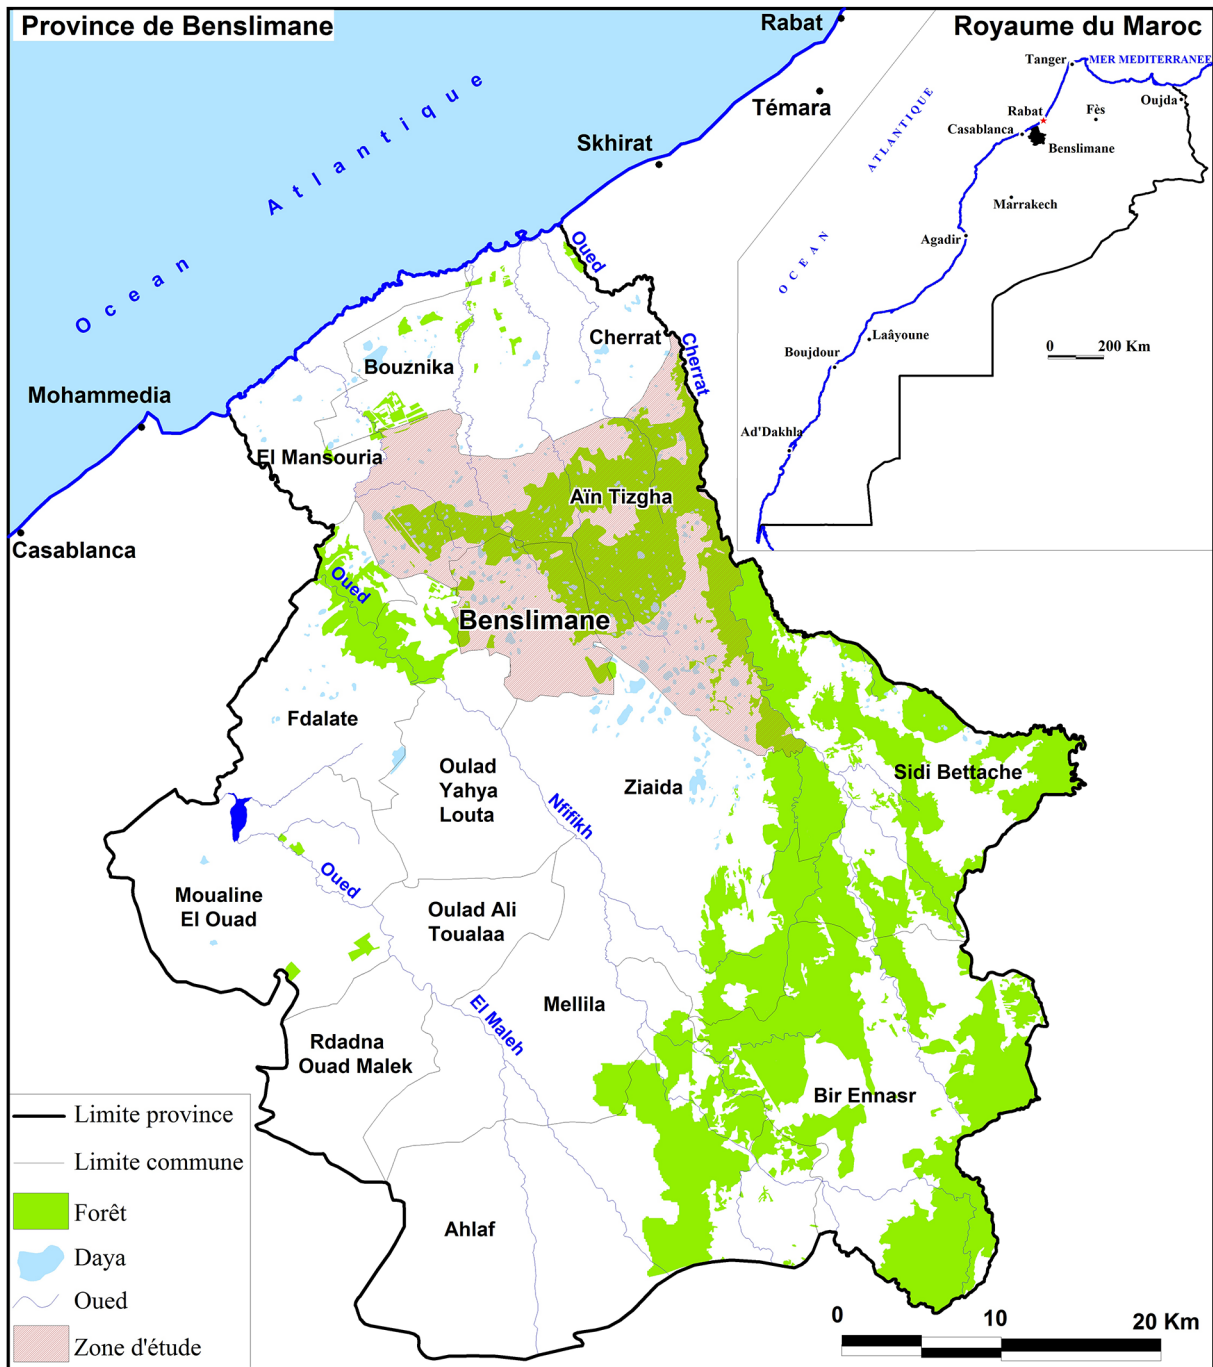 Province de Benslimane
Royaume du Maroc
Rabat
Témara
Skhirat
Ocean Atlantique
Mohammedia
Casablanca
Tanger
MER MEDITERRANEE
Oujda
Fès
Rabat
Casablanca
Benslimane
Marrakech
Agadir
OCEAN
ATLANTIQUE
Laâyoune
Boujdour
Ad'Dakhla
0 200 Km
Oued
Cherrat
Cherrat
Bouznika
El Mansouria
Aïn Tizgha
Oued
Benslimane
Fdalate
Oulad
Yahya
Louta
Nfifikh
Ziaida
Sidi Bettache
Moualine
El Ouad
Oued
Oulad Ali
Toualaa
El Maleh
Mellila
Rdadna
Ouad Malek
Bir Ennasr
Ahlaf
Limite province
Limite commune
Forêt
Daya
Oued
Zone d'étude
0 10 20 Km